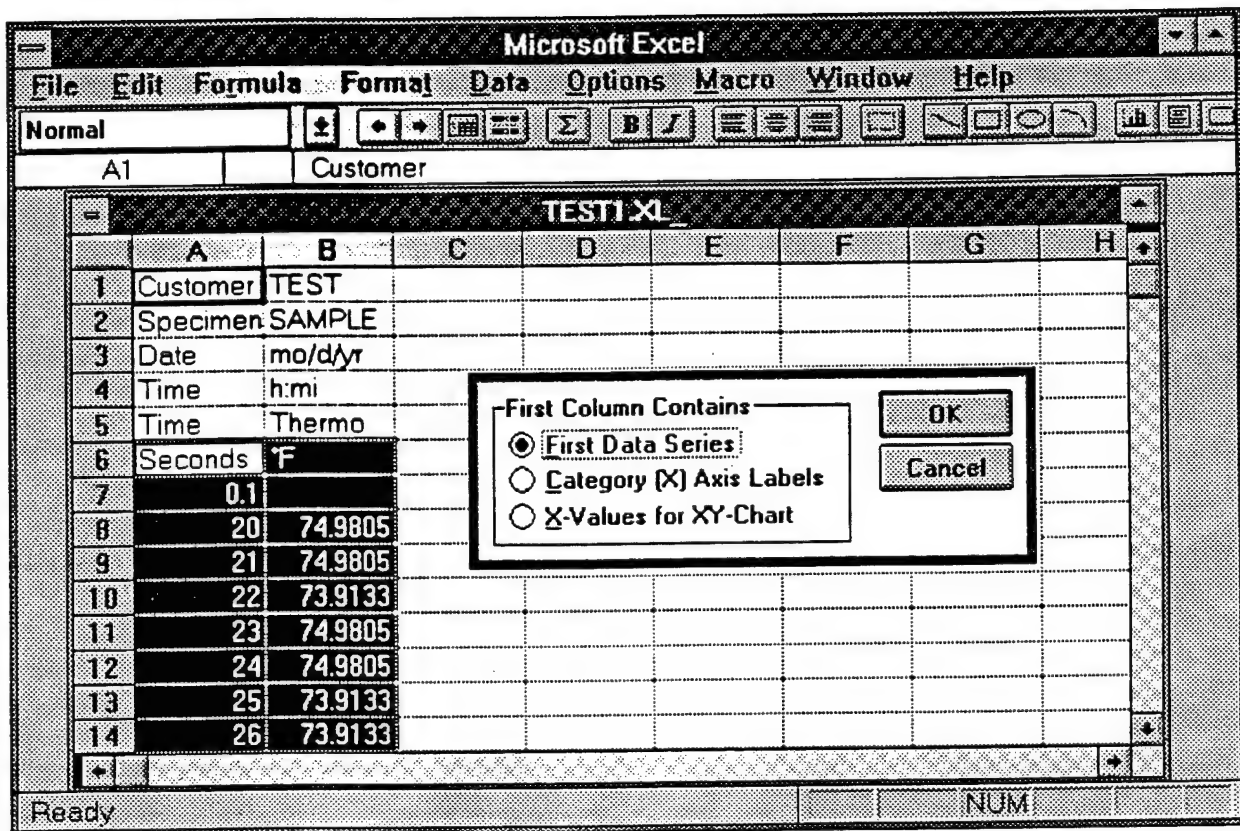 Microsoft Excel
File Edit Formula Format Data Options Macro Window Help
Normal Σ B I
A1 Customer
TEST1.XL_
A B C D E F G H
1 Customer TEST
2 Specimen SAMPLE
3 Date mo/d/yr
4 Time h:mi
5 Time Thermo
6 Seconds °F
7 0.1
8 20 74.9805
9 21 74.9805
10 22 73.9133
11 23 74.9805
12 24 74.9805
13 25 73.9133
14 26 73.9133
First Column Contains
First Data Series
Category (X) Axis Labels
X-Values for XY-Chart
OK
Cancel
Ready NUM